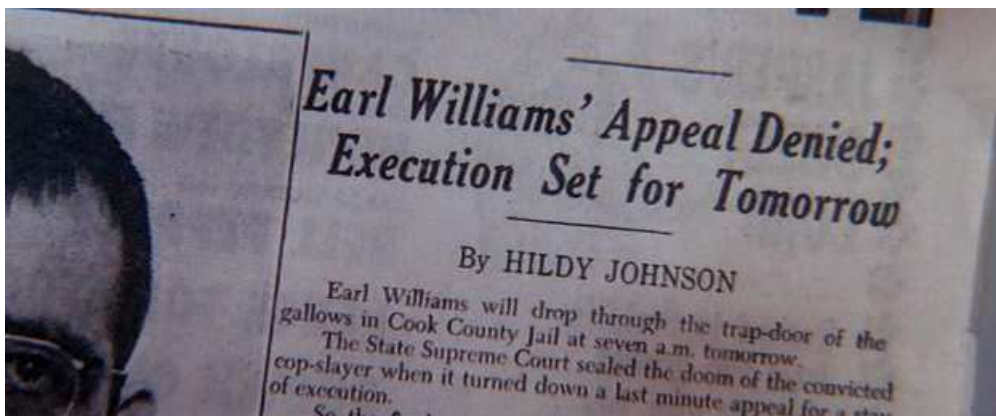 Earl Williams' Appeal Denied;
Execution Set for Tomorrow
By HILDY JOHNSON
Earl Williams will drop through the trap-door of the
gallows in Cook County Jail at seven a.m. tomorrow.
The State Supreme Court sealed the doom of the convicted
cop-slayer when it turned down a last minute appeal for a
of execution.
So the